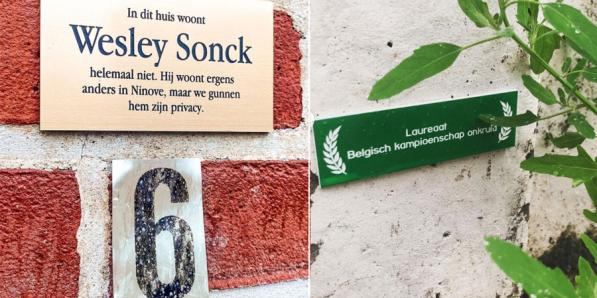 In dit huis woont
Wesley Sonck
helemaal niet. Hij woont ergens
anders in Ninove, maar we gunnen
hem zijn privacy.
6
Laureaat
Belgisch kampioenschap onkruid